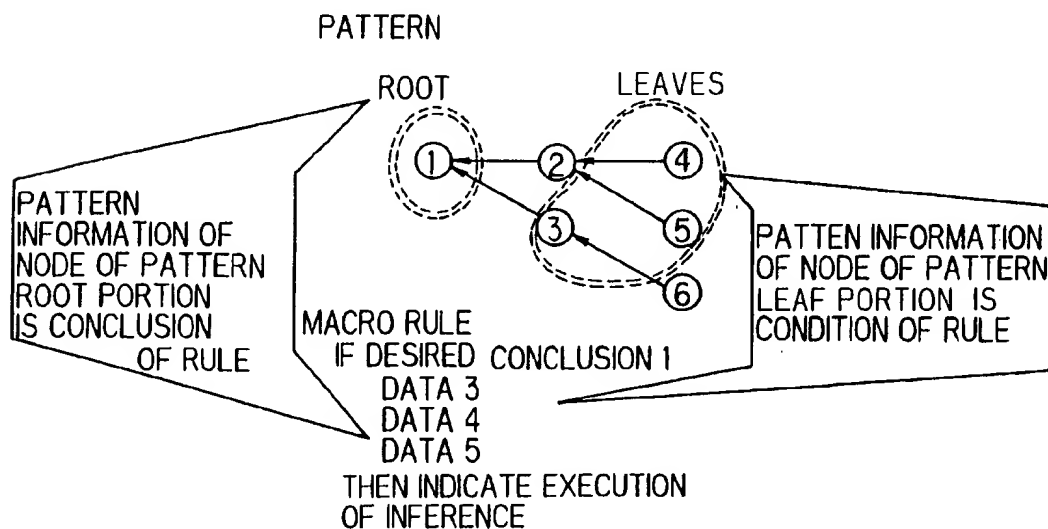 PATTERN
ROOT
LEAVES
1
2
4
3
5
6
PATTERN
INFORMATION OF
NODE OF PATTERN
ROOT PORTION
IS CONCLUSION
OF RULE
PATTEN INFORMATION
OF NODE OF PATTERN
LEAF PORTION IS
CONDITION OF RULE
MACRO RULE
IF DESIRED CONCLUSION 1
DATA 3
DATA 4
DATA 5
THEN INDICATE EXECUTION
OF INFERENCE